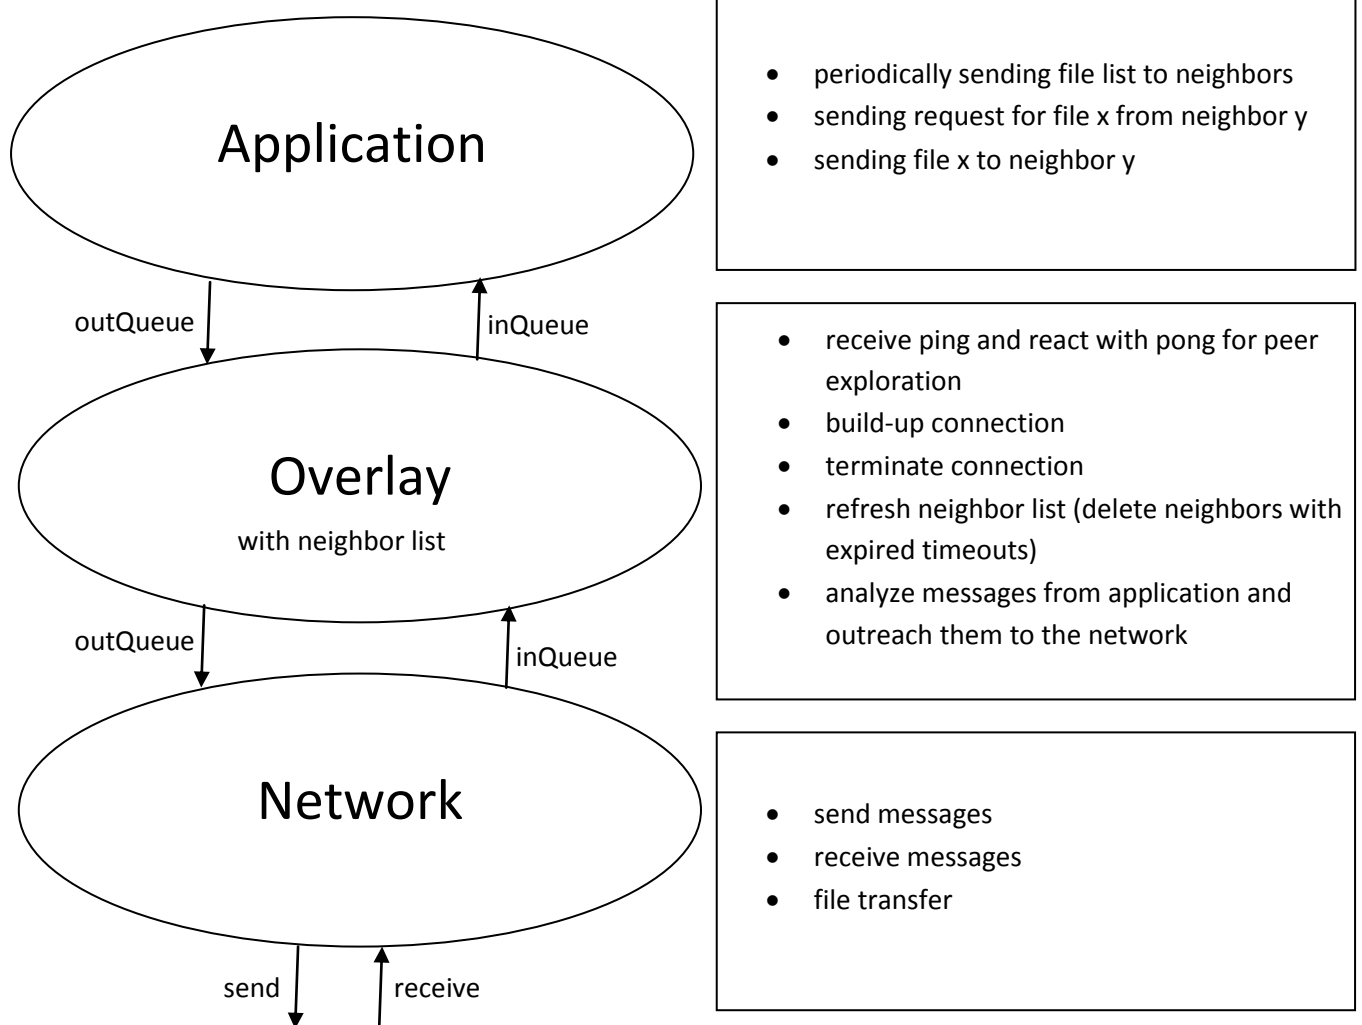 Application
• periodically sending file list to neighbors
• sending request for file x from neighbor y
• sending file x to neighbor y
outQueue
inQueue
Overlay
with neighbor list
• receive ping and react with pong for peer
exploration
• build-up connection
• terminate connection
• refresh neighbor list (delete neighbors with
expired timeouts)
• analyze messages from application and
outreach them to the network
outQueue
inQueue
Network
• send messages
• receive messages
• file transfer
send
receive